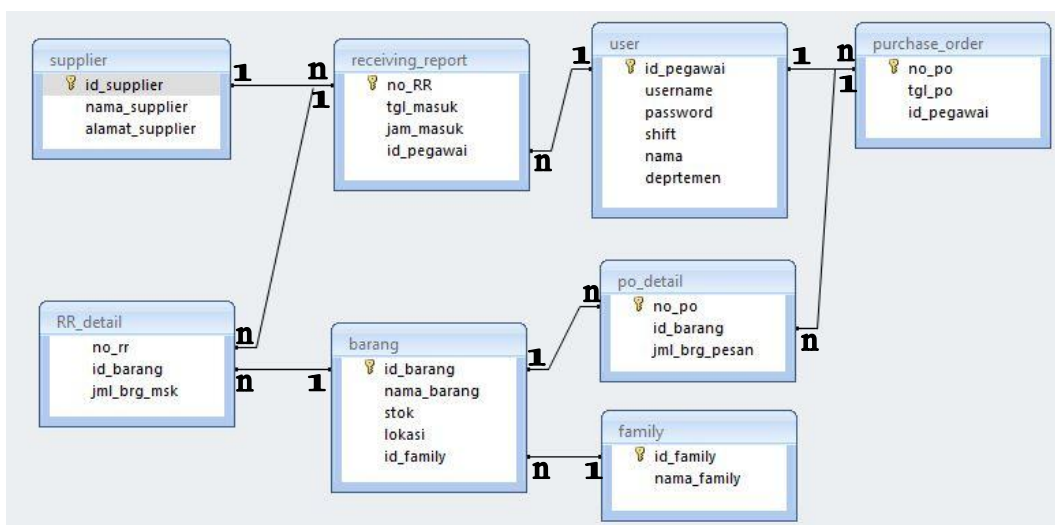 supplier
id_supplier
nama_supplier
alamat_supplier
1
n
1
receiving_report
no_RR
tgl_masuk
jam_masuk
id_pegawai
n
1
user
id_pegawai
username
password
shift
nama
deprtemen
1
n
1
purchase_order
no_po
tgl_po
id_pegawai
RR_detail
no_rr
id_barang
jml_brg_msk
n
n
1
barang
id_barang
nama_barang
stok
lokasi
id_family
1
n
n
po_detail
no_po
id_barang
jml_brg_pesan
n
1
family
id_family
nama_family